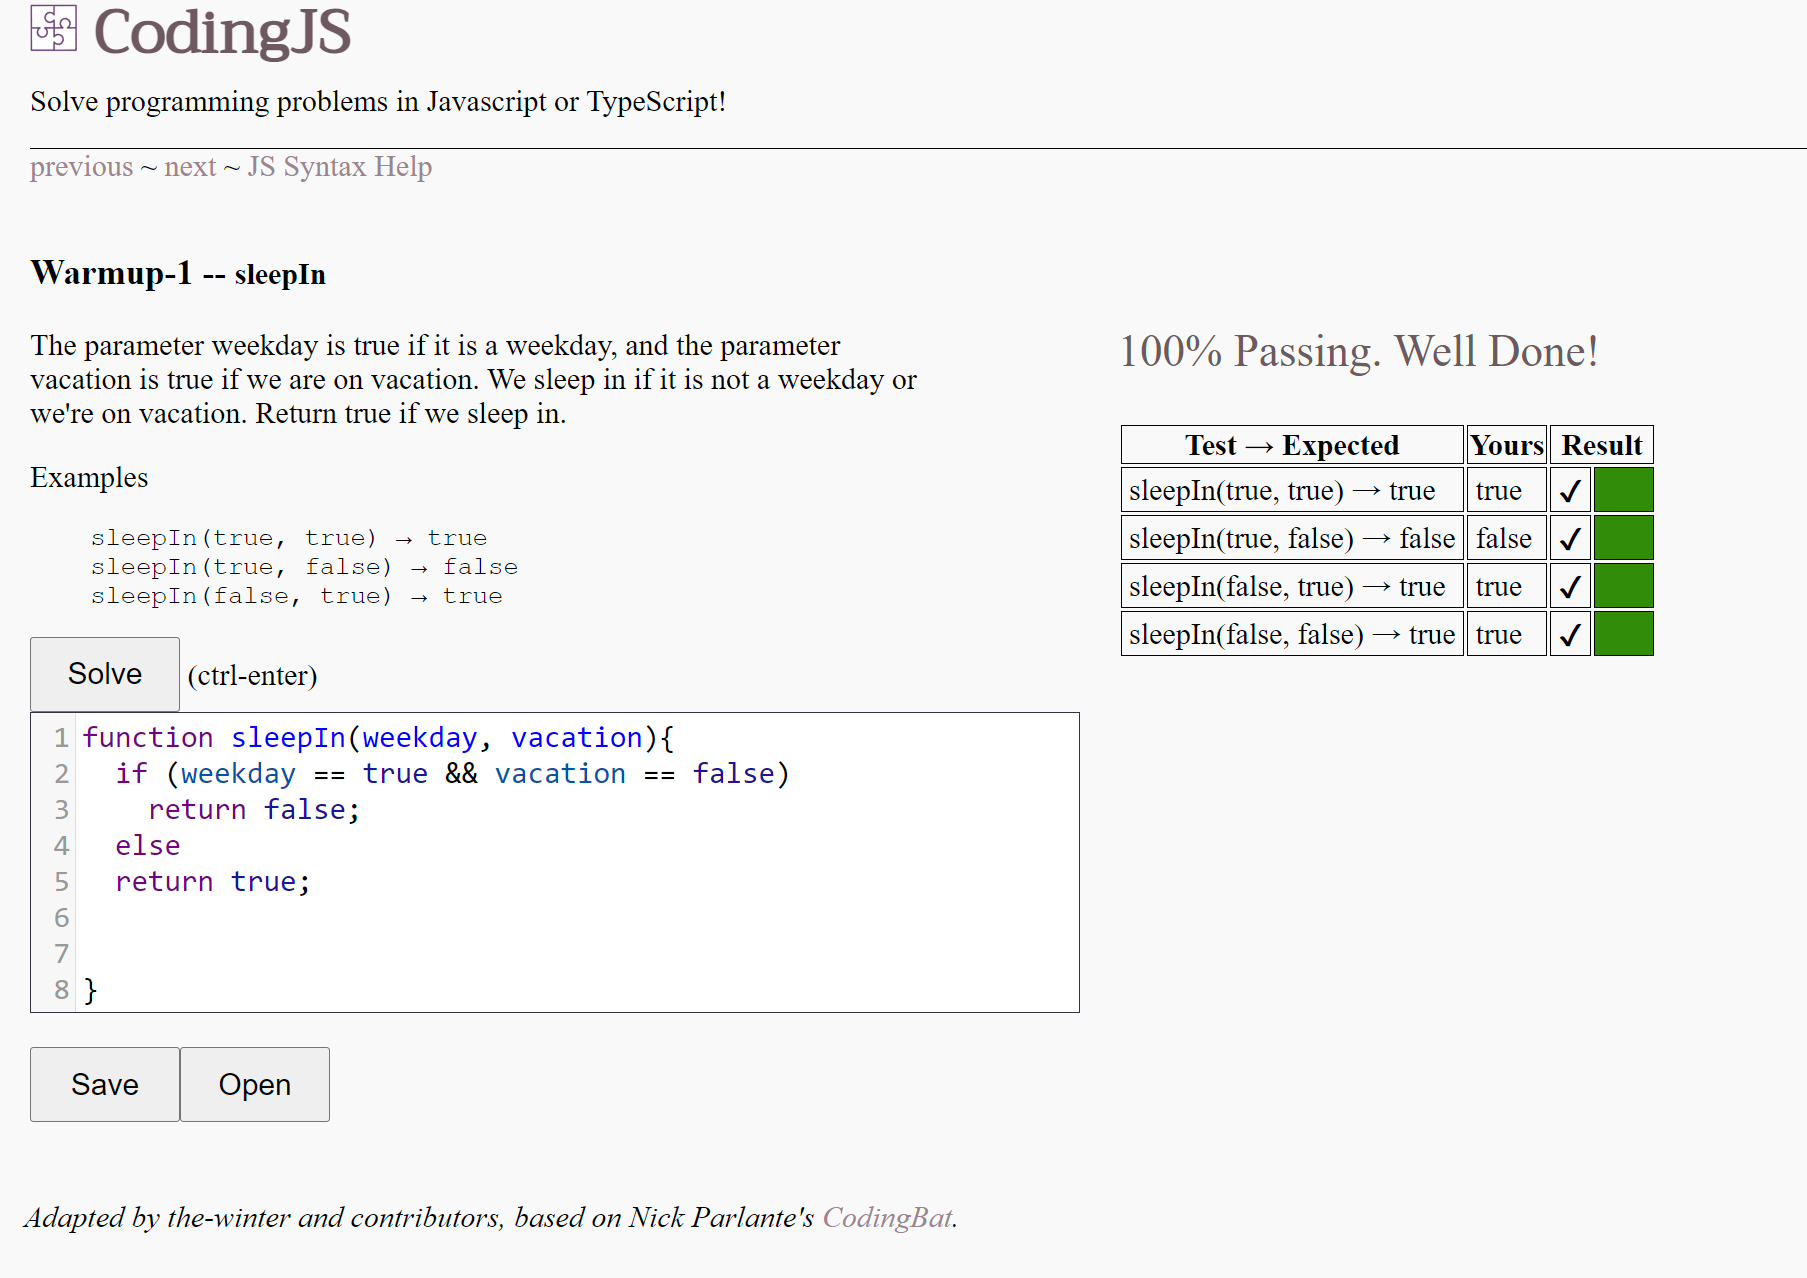 CodingJS
Solve programming problems in Javascript or TypeScript!
previous ~ next ~ JS Syntax Help
Warmup-1 -- sleepIn
The parameter weekday is true if it is a weekday, and the parameter
vacation is true if we are on vacation. We sleep in if it is not a weekday or
we're on vacation. Return true if we sleep in.
Examples
sleepIn(true, true) → true
sleepIn(true, false) → false
sleepIn(false, true) → true
Solve (ctrl-enter)
1 function sleepIn(weekday, vacation){
2   if (weekday == true && vacation == false)
3     return false;
4   else
5   return true;
6
7
8 }
Save Open
100% Passing. Well Done!
Test → Expected Yours Result
sleepIn(true, true) → true true ✓
sleepIn(true, false) → false false ✓
sleepIn(false, true) → true true ✓
sleepIn(false, false) → true true ✓
Adapted by the-winter and contributors, based on Nick Parlante's CodingBat.